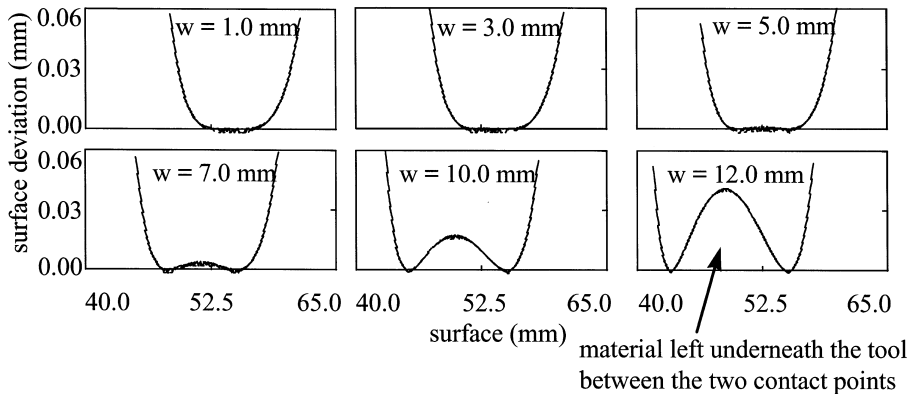 w = 1.0 mm
w = 3.0 mm
w = 5.0 mm
0.06
0.03
0.00
w = 7.0 mm
w = 10.0 mm
w = 12.0 mm
0.06
0.03
0.00
surface deviation (mm)
40.0 52.5 65.0
40.0 52.5 65.0
40.0 52.5 65.0
surface (mm)
material left underneath the tool
between the two contact points